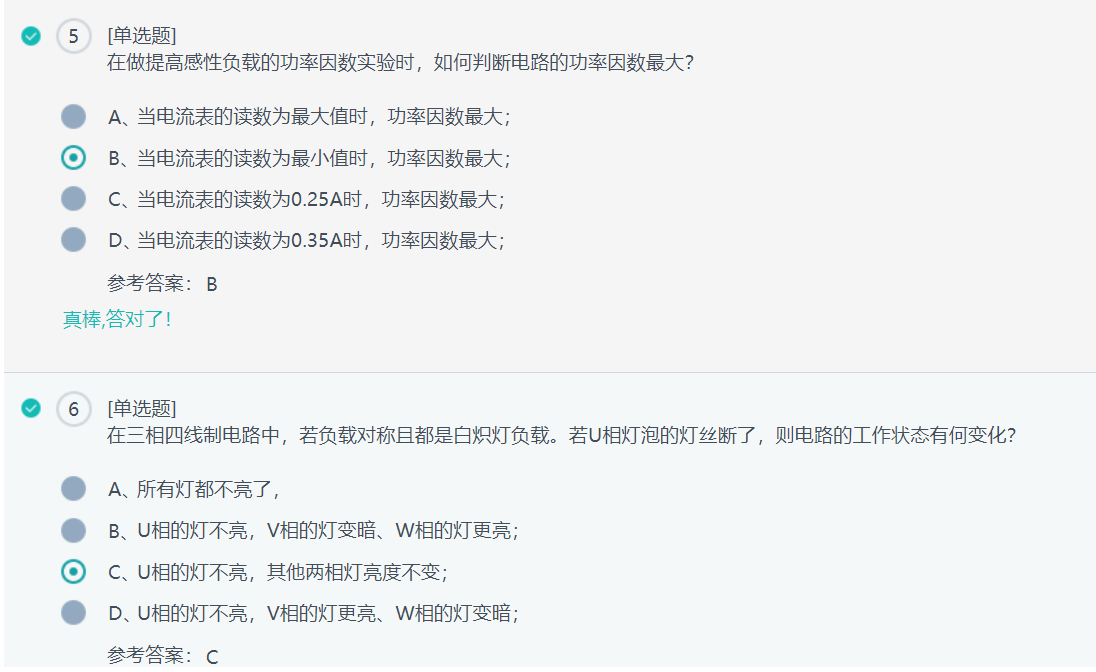 5 [单选题]
在做提高感性负载的功率因数实验时，如何判断电路的功率因数最大？
A、当电流表的读数为最大值时，功率因数最大；
B、当电流表的读数为最小值时，功率因数最大；
C、当电流表的读数为0.25A时，功率因数最大；
D、当电流表的读数为0.35A时，功率因数最大；
参考答案： B
真棒,答对了！
6 [单选题]
在三相四线制电路中，若负载对称且都是白炽灯负载。若U相灯泡的灯丝断了，则电路的工作状态有何变化？
A、所有灯都不亮了，
B、U相的灯不亮，V相的灯变暗、W相的灯更亮；
C、U相的灯不亮，其他两相灯亮度不变；
D、U相的灯不亮，V相的灯更亮、W相的灯变暗；
参考答案： C